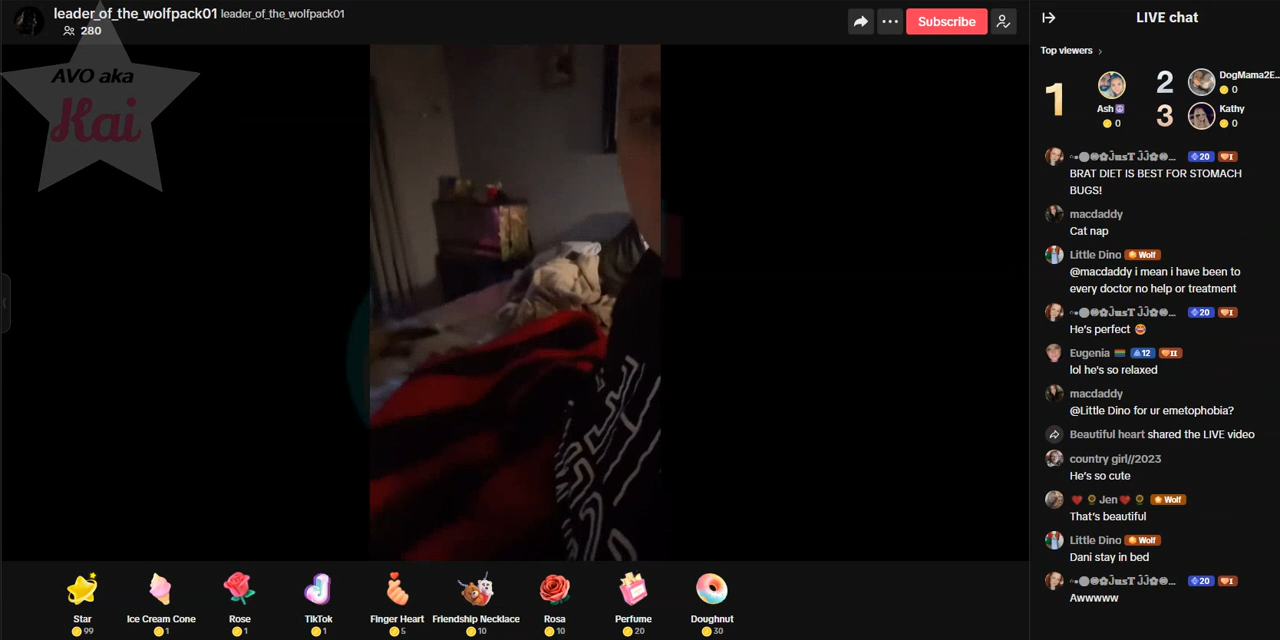 leader_of_the_wolfpack01 leader_of_the_wolfpack01
280
Subscribe
AVO aka
Kai
LIVE chat
Top viewers
1
Ash
0
2
DogMama2E...
0
3
Kathy
0
20 I
BRAT DIET IS BEST FOR STOMACH
BUGS!
macdaddy
Cat nap
Little Dino Wolf
@macdaddy i mean i have been to
every doctor no help or treatment
20 I
He's perfect 🤩
Eugenia 🏳️‍🌈 12 II
lol he's so relaxed
macdaddy
@Little Dino for ur emetophobia?
Beautiful heart shared the LIVE video
country girl//2023
He's so cute
❤️🌻Jen❤️🌻 Wolf
That's beautiful
Little Dino Wolf
Dani stay in bed
20 I
Awwwww
Star
99
Ice Cream Cone
1
Rose
1
TikTok
1
Finger Heart
5
Friendship Necklace
10
Rosa
10
Perfume
20
Doughnut
30